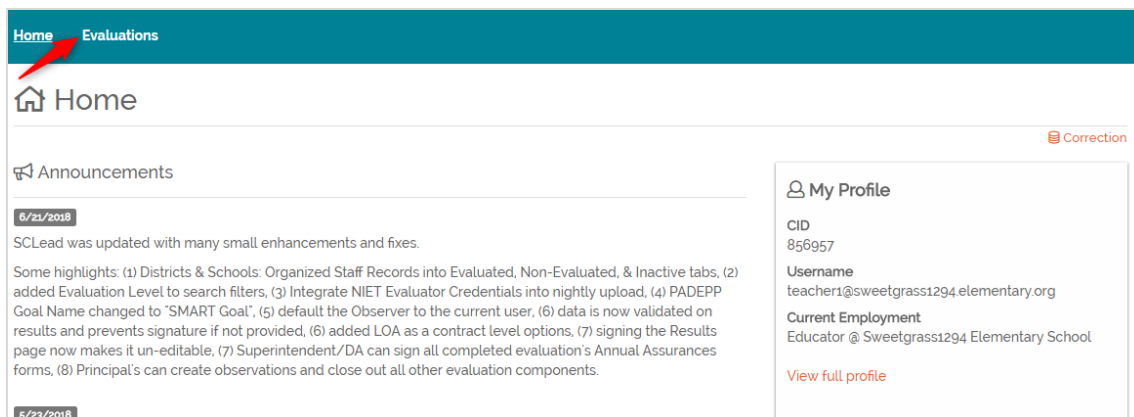 Home Evaluations
Home
Correction
Announcements
6/21/2018
SCLead was updated with many small enhancements and fixes.
Some highlights: (1) Districts & Schools: Organized Staff Records into Evaluated, Non-Evaluated, & Inactive tabs, (2)
added Evaluation Level to search filters, (3) Integrate NIET Evaluator Credentials into nightly upload, (4) PADEPP
Goal Name changed to "SMART Goal", (5) default the Observer to the current user, (6) data is now validated on
results and prevents signature if not provided, (6) added LOA as a contract level options, (7) signing the Results
page now makes it un-editable, (7) Superintendent/DA can sign all completed evaluation's Annual Assurances
forms, (8) Principal's can create observations and close out all other evaluation components.
5/23/2018
My Profile
CID
856957
Username
teacher1@sweetgrass1294.elementary.org
Current Employment
Educator @ Sweetgrass1294 Elementary School
View full profile